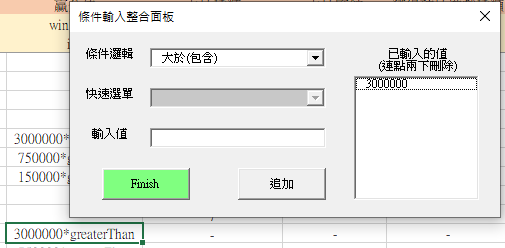 條件輸入整合面板
win
條件邏輯
大於(包含)
已輸入的值
(連點兩下刪除)
3000000
快速選單
輸入值
3000000*g
750000*g
150000*g
Finish
追加
3000000*greaterThan
-
-
-